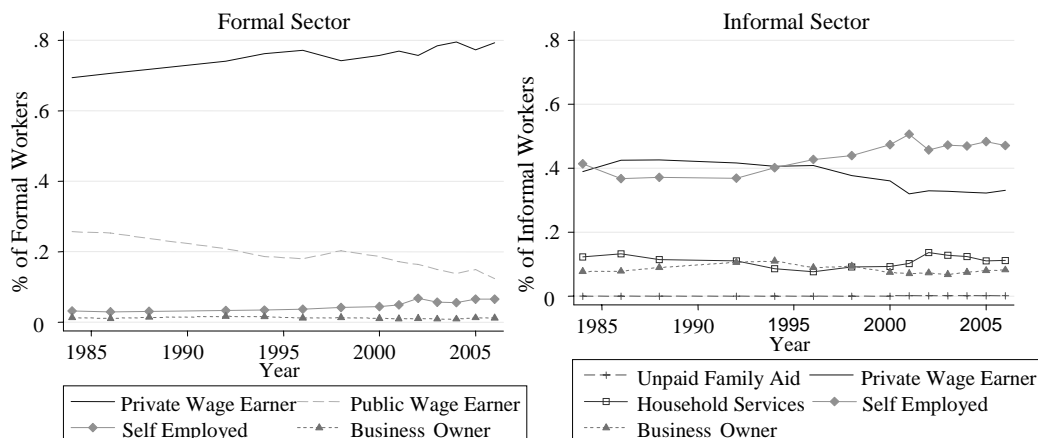 Formal Sector
% of Formal Workers
.8
.6
.4
.2
0
1985 1990 1995 2000 2005
Year
Private Wage Earner Public Wage Earner
Self Employed Business Owner
Informal Sector
% of Informal Workers
.8
.6
.4
.2
0
1985 1990 1995 2000 2005
Year
Unpaid Family Aid Private Wage Earner
Household Services Self Employed
Business Owner